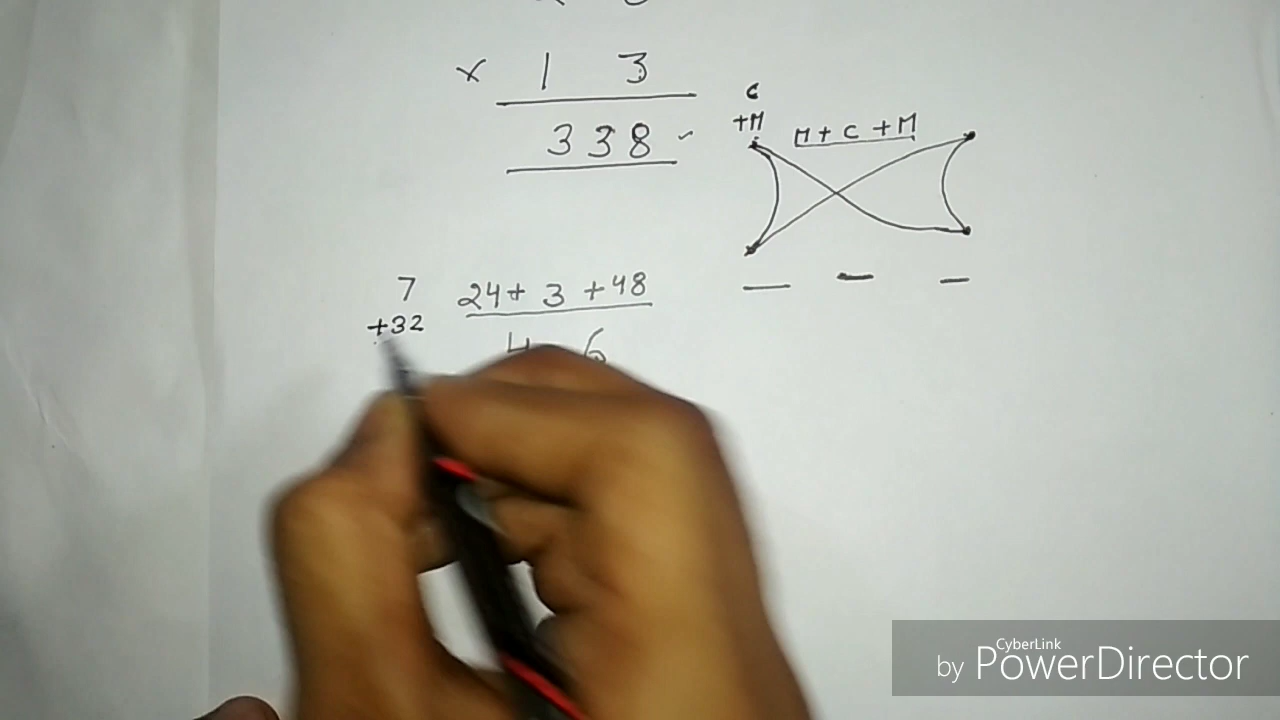 × 1 3
338
C
+M M + C + M
7 24 + 3 + 48
+32
4 6
CyberLink
by PowerDirector